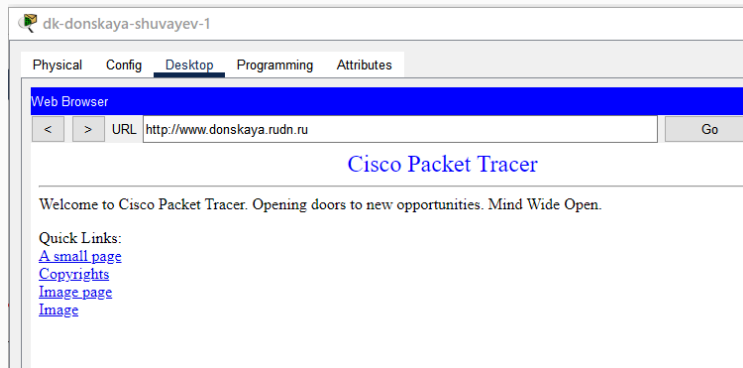 dk-donskaya-shuvayev-1
Physical Config Desktop Programming Attributes
Web Browser
< > URL http://www.donskaya.rudn.ru Go
Cisco Packet Tracer
Welcome to Cisco Packet Tracer. Opening doors to new opportunities. Mind Wide Open.
Quick Links:
A small page
Copyrights
Image page
Image